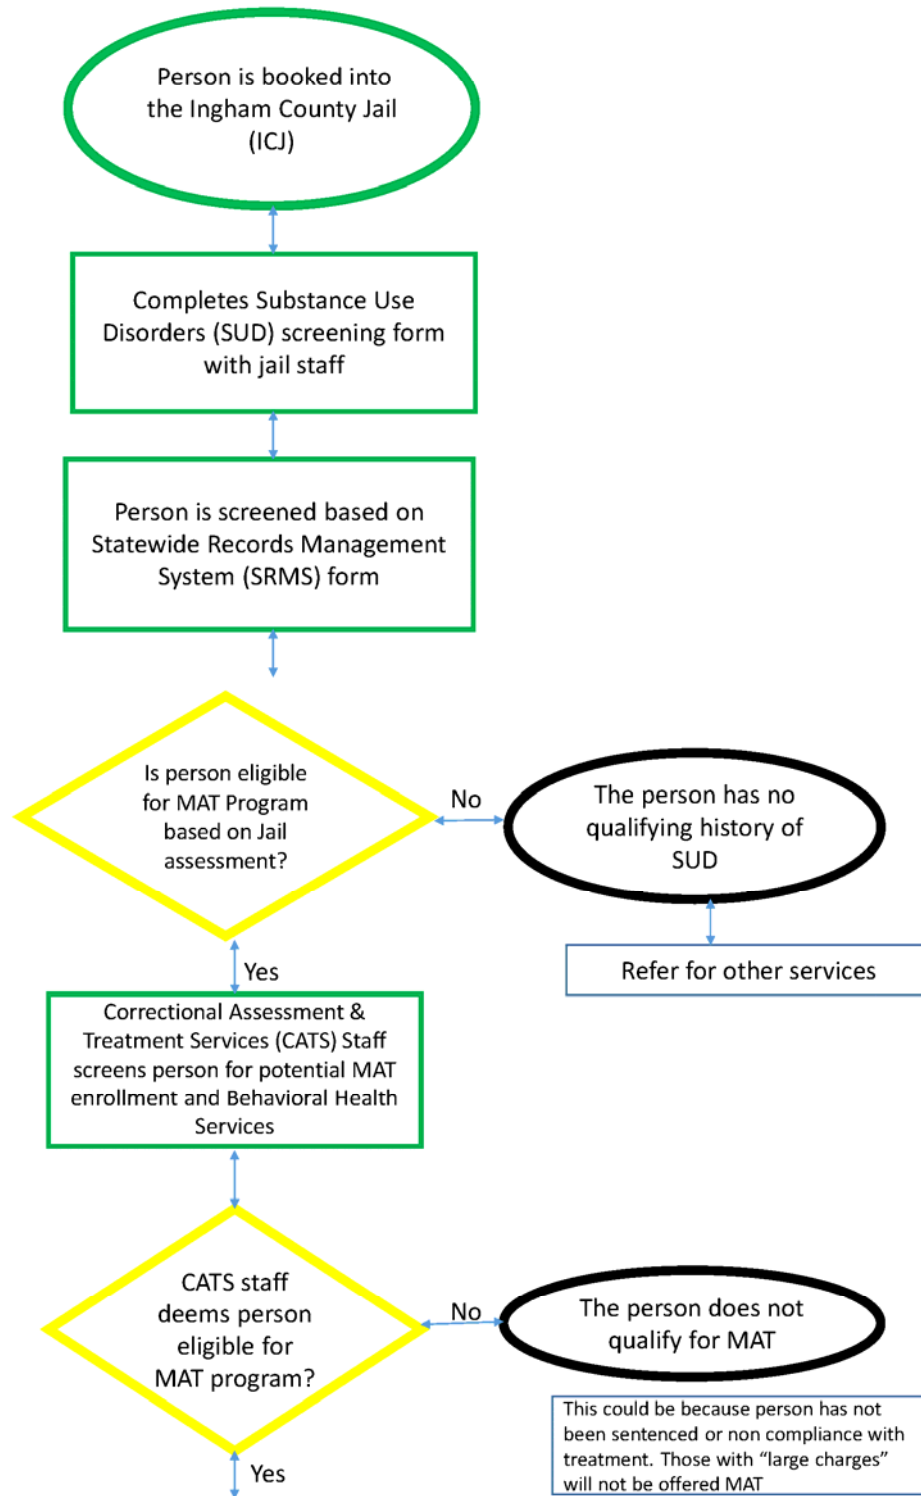 Person is booked into
the Ingham County Jail
(ICJ)
Completes Substance Use
Disorders (SUD) screening form
with jail staff
Person is screened based on
Statewide Records Management
System (SRMS) form
Is person eligible
for MAT Program
based on Jail
assessment?
No
The person has no
qualifying history of
SUD
Refer for other services
Yes
Correctional Assessment &
Treatment Services (CATS) Staff
screens person for potential MAT
enrollment and Behavioral Health
Services
CATS staff
deems person
eligible for
MAT program?
No
The person does not
qualify for MAT
This could be because person has not
been sentenced or non compliance with
treatment. Those with “large charges”
will not be offered MAT
Yes